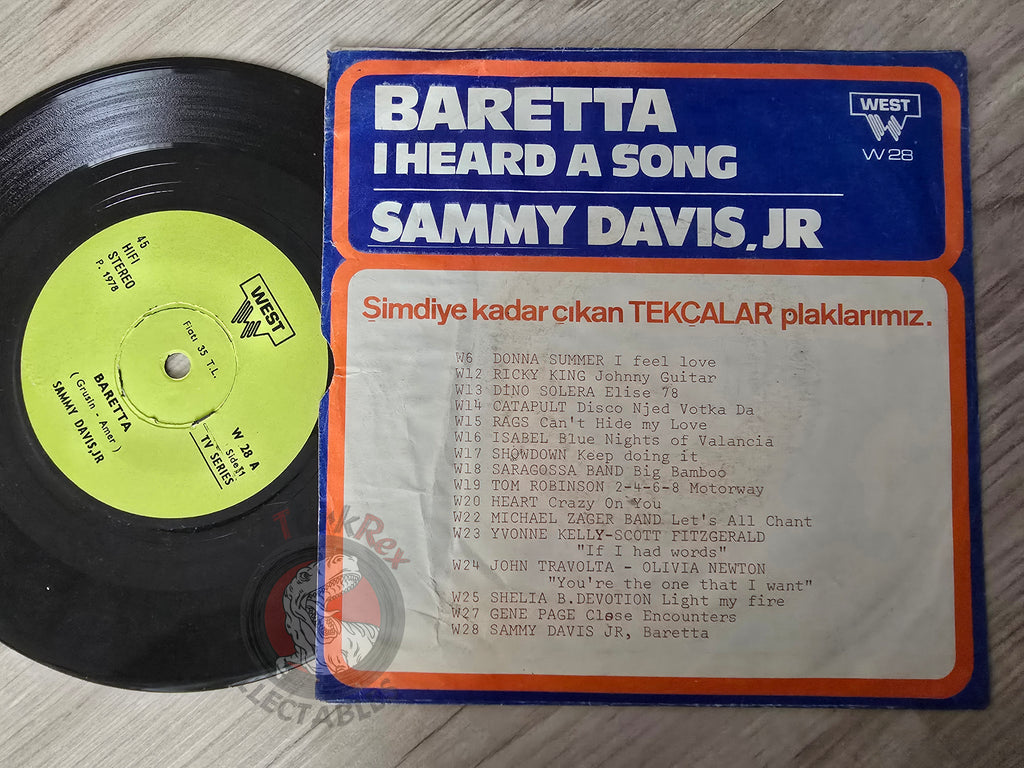 BARETTA
I HEARD A SONG
SAMMY DAVIS, JR
WEST
W 28
Şimdiye kadar çıkan TEKÇALAR plaklarımız.
W6 DONNA SUMMER I feel love
W12 RICKY KING Johnny Guitar
W13 DINO SOLERA Elise 78
W14 CATAPULT Disco Njed Votka Da
W15 RAGS Can't Hide my Love
W16 ISABEL Blue Nights of Valancia
W17 SHOWDOWN Keep doing it
W18 SARAGOSSA BAND Big Bamboo
W19 TOM ROBINSON 2-4-6-8 Motorway
W20 HEART Crazy On You
W22 MICHAEL ZAGER BAND Let's All Chant
W23 YVONNE KELLY-SCOTT FITZGERALD
"If I had words"
W24 JOHN TRAVOLTA - OLIVIA NEWTON
"You're the one that I want"
W25 SHELIA B.DEVOTION Light my fire
W27 GENE PAGE Close Encounters
W28 SAMMY DAVIS JR, Baretta
45
HIFI
STEREO
P. 1978
WEST
Fiatı 35 T.L.
BARETTA
( Grusin - Amer )
SAMMY DAVIS,JR
W 28 A
Side:1
TV SERIES